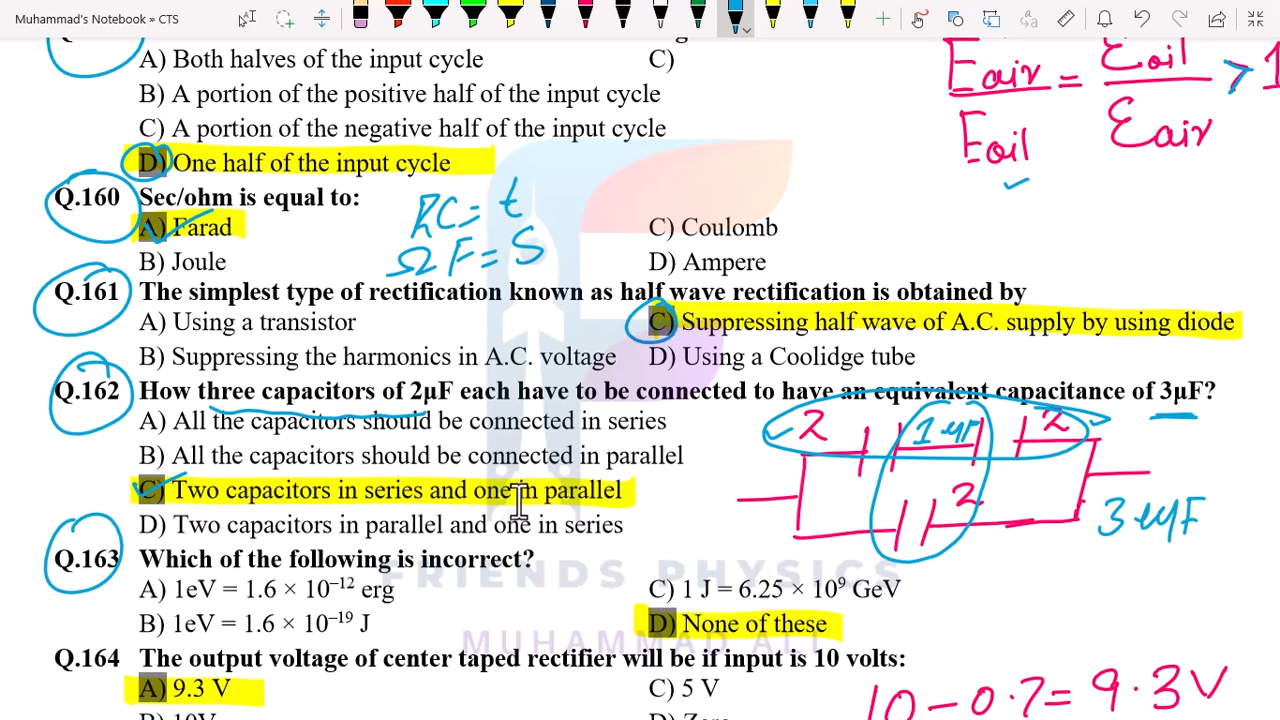 Muhammad's Notebook » CTS
A) Both halves of the input cycle C)
B) A portion of the positive half of the input cycle
C) A portion of the negative half of the input cycle
D) One half of the input cycle
Eair/Eoil = Ɛoil/Ɛair > 1
Q.160 Sec/ohm is equal to:
A) Farad C) Coulomb
B) Joule D) Ampere
RC = t
Ω F = S
Q.161 The simplest type of rectification known as half wave rectification is obtained by
A) Using a transistor C) Suppressing half wave of A.C. supply by using diode
B) Suppressing the harmonics in A.C. voltage D) Using a Coolidge tube
Q.162 How three capacitors of 2μF each have to be connected to have an equivalent capacitance of 3μF?
A) All the capacitors should be connected in series
B) All the capacitors should be connected in parallel
C) Two capacitors in series and one in parallel
D) Two capacitors in parallel and one in series
2 1μF 2
2
3μF
Q.163 Which of the following is incorrect?
A) 1eV = 1.6 × 10⁻¹² erg C) 1 J = 6.25 × 10⁹ GeV
B) 1eV = 1.6 × 10⁻¹⁹ J D) None of these
FRIENDS PHYSICS
MUHAMMAD ALI
Q.164 The output voltage of center taped rectifier will be if input is 10 volts:
A) 9.3 V C) 5 V
10 - 0.7 = 9.3V
B) 10V D) Zero